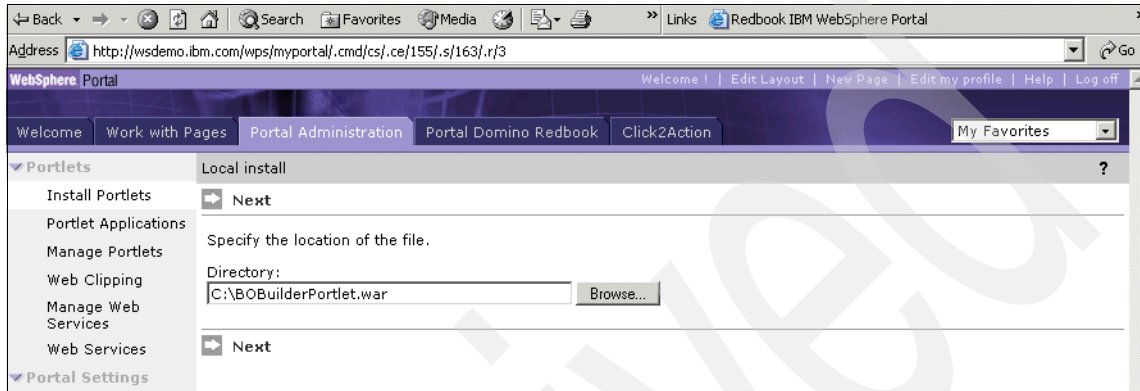 Back Search Favorites Media » Links Redbook IBM WebSphere Portal
Address http://wsdemo.ibm.com/wps/myportal/.cmd/cs/.ce/155/.s/163/.r/3 Go
WebSphere Portal Welcome ! | Edit Layout | New Page | Edit my profile | Help | Log off
Welcome Work with Pages Portal Administration Portal Domino Redbook Click2Action My Favorites
Portlets Local install ?
Install Portlets Next
Portlet Applications
Specify the location of the file.
Manage Portlets
Directory:
Web Clipping
C:\BOBuilderPortlet.war Browse...
Manage Web
Services
Web Services Next
Portal Settings